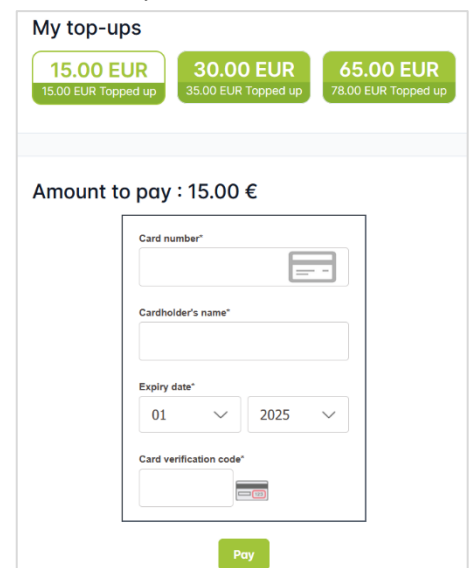 My top-ups
15.00 EUR
15.00 EUR Topped up
30.00 EUR
35.00 EUR Topped up
65.00 EUR
78.00 EUR Topped up
Amount to pay : 15.00 €
Card number*
Cardholder's name*
Expiry date*
01 2025
Card verification code*
Pay